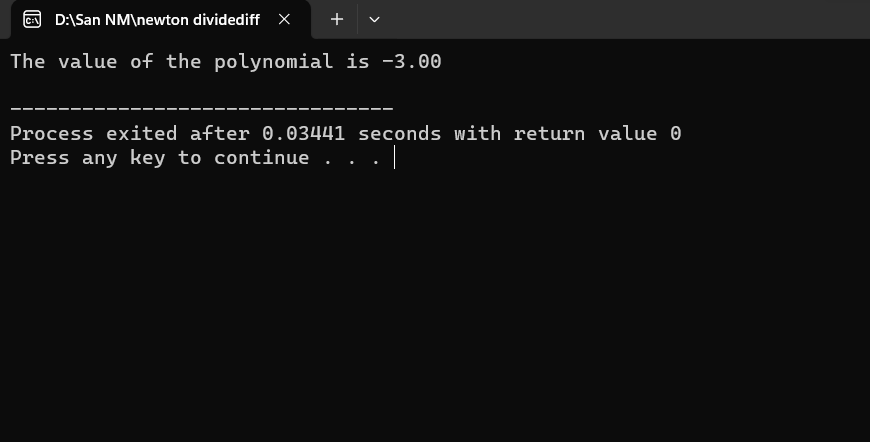 D:\San NM\newton dividediff
The value of the polynomial is -3.00
--------------------------------
Process exited after 0.03441 seconds with return value 0
Press any key to continue . . .